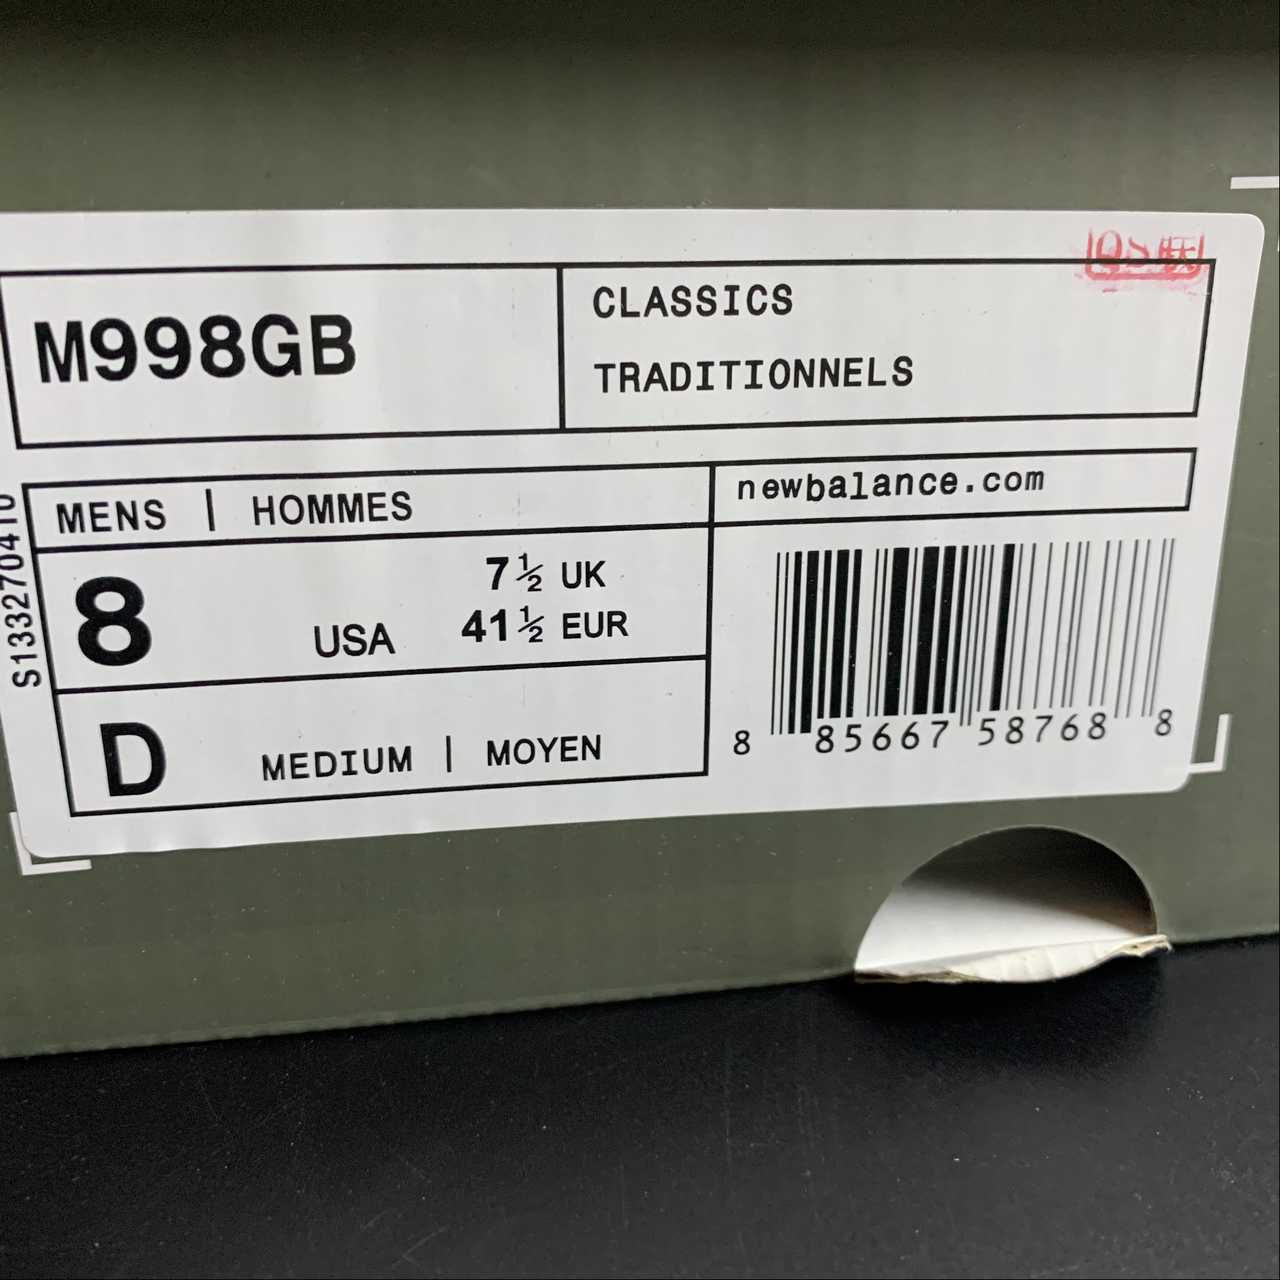 M998GB
CLASSICS
TRADITIONNELS
MENS | HOMMES
newbalance.com
8 USA
7½ UK
41½ EUR
D MEDIUM | MOYEN
8 85667 58768 8
S133270410